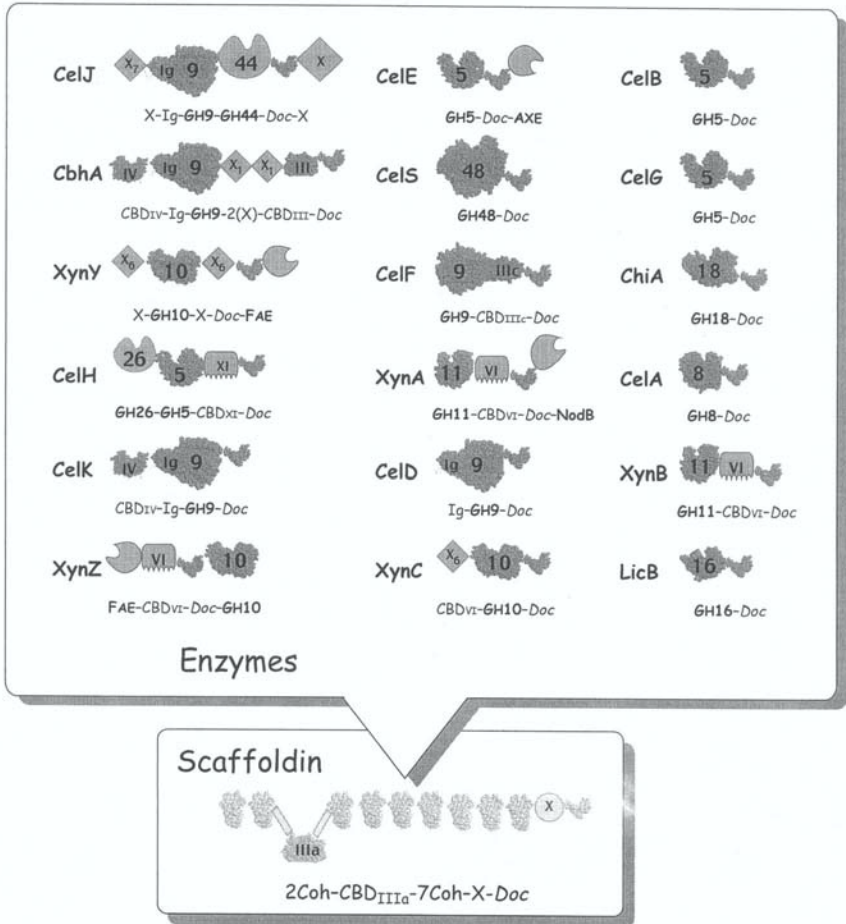 CelJ
X7 Ig 9 44 X
X-Ig-GH9-GH44-Doc-X
CelE
5
GH5-Doc-AXE
CelB
5
GH5-Doc
CbhA
IV Ig 9 X1 X1 III
CBDIV-Ig-GH9-2(X)-CBDIII-Doc
CelS
48
GH48-Doc
CelG
5
GH5-Doc
XynY
X6 10 X6
X-GH10-X-Doc-FAE
CelF
9 IIIc
GH9-CBDIIIc-Doc
ChiA
18
GH18-Doc
CelH
26 5 XI
GH26-GH5-CBDXI-Doc
XynA
11 VI
GH11-CBDVI-Doc-NodB
CelA
8
GH8-Doc
CelK
IV Ig 9
CBDIV-Ig-GH9-Doc
CelD
Ig 9
Ig-GH9-Doc
XynB
11 VI
GH11-CBDVI-Doc
XynZ
VI 10
FAE-CBDVI-Doc-GH10
XynC
X6 10
CBDVI-GH10-Doc
LicB
16
GH16-Doc
Enzymes
Scaffoldin
X
IIIa
2Coh-CBDIIIa-7Coh-X-Doc